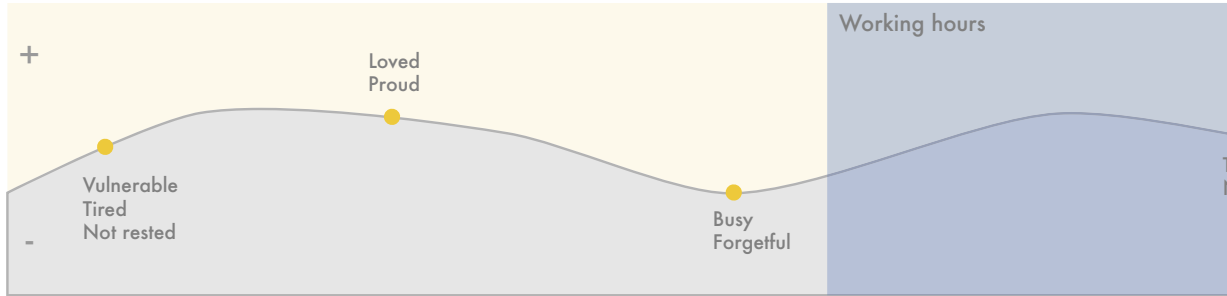 Working hours
+
Loved
Proud
Vulnerable
Tired
Not rested
-
Busy
Forgetful